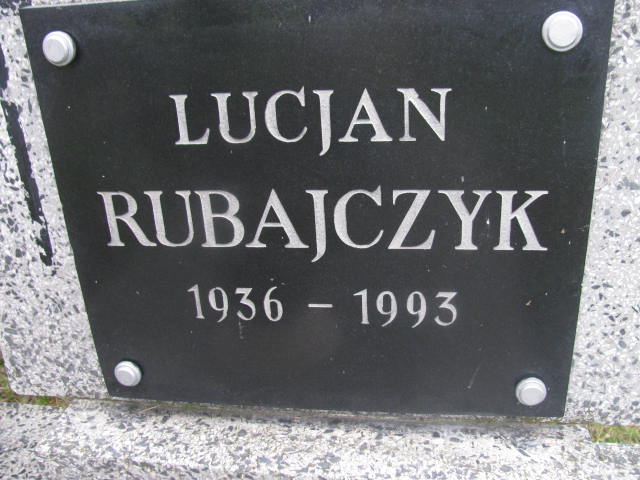 LUCJAN
RUBAJCZYK
1936 – 1993